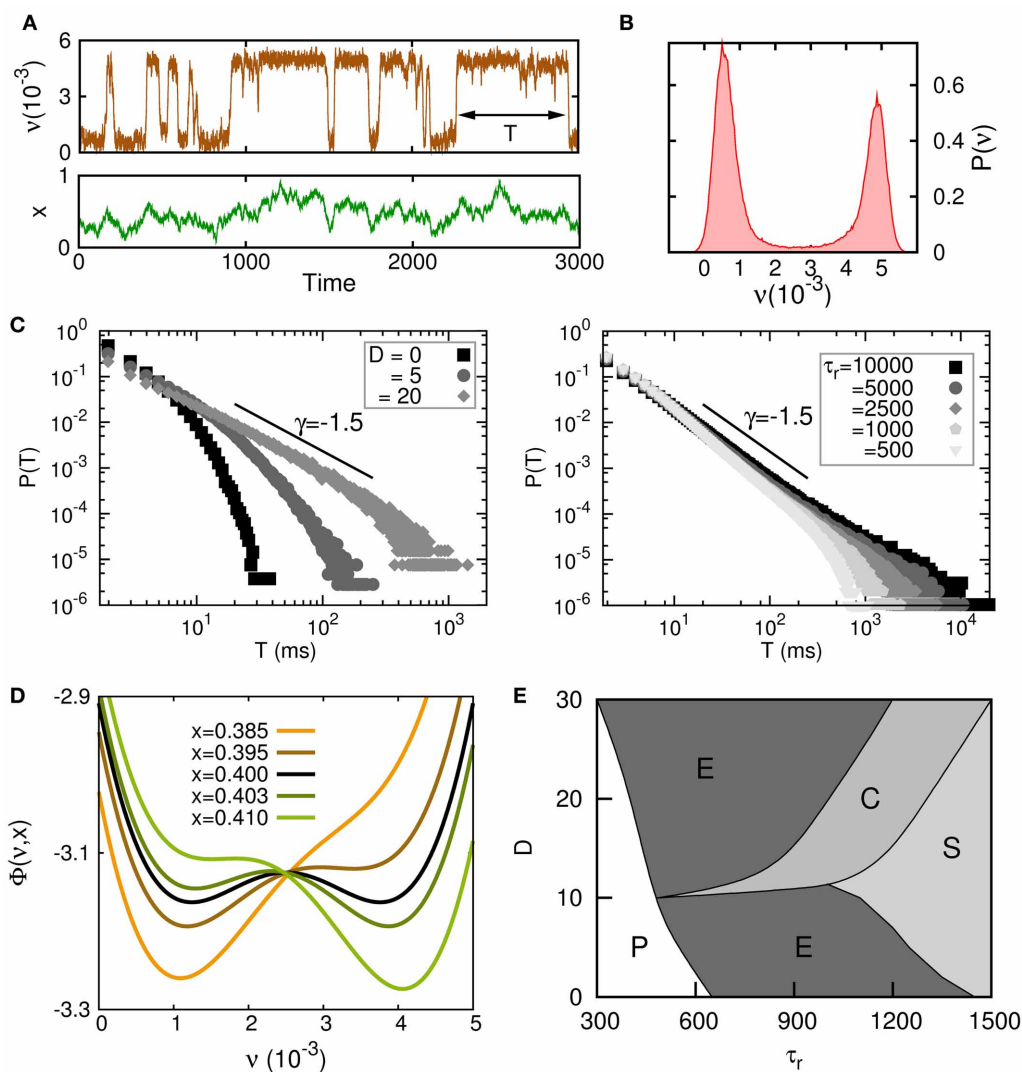 A
ν(10⁻³)
6
3
0
T
x
1
0
0
1000
2000
3000
Time
B
0.6
0.4
0.2
0
P(ν)
0 1 2 3 4 5
ν(10⁻³)
C
P(T)
10⁰
10⁻¹
10⁻²
10⁻³
10⁻⁴
10⁻⁵
10⁻⁶
D = 0
= 5
= 20
γ=-1.5
10¹ 10² 10³
T (ms)
P(T)
10⁰
10⁻¹
10⁻²
10⁻³
10⁻⁴
10⁻⁵
10⁻⁶
τr=10000
=5000
=2500
=1000
=500
γ=-1.5
10¹ 10² 10³ 10⁴
T (ms)
D
Φ(ν,x)
-2.9
-3.1
-3.3
x=0.385
x=0.395
x=0.400
x=0.403
x=0.410
0 1 2 3 4 5
ν (10⁻³)
E
D
30
20
10
0
E
C
S
P
E
300 600 900 1200 1500
τr